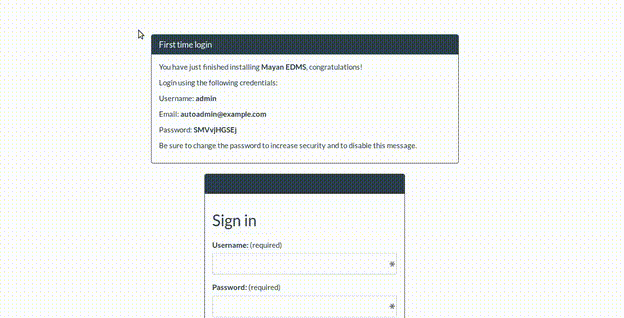 First time login
You have just finished installing Mayan EDMS, congratulations!
Login using the following credentials:
Username: admin
Email: autoadmin@example.com
Password: SMVvjHGSEj
Be sure to change the password to increase security and to disable this message.
Sign in
Username: (required)
Password: (required)